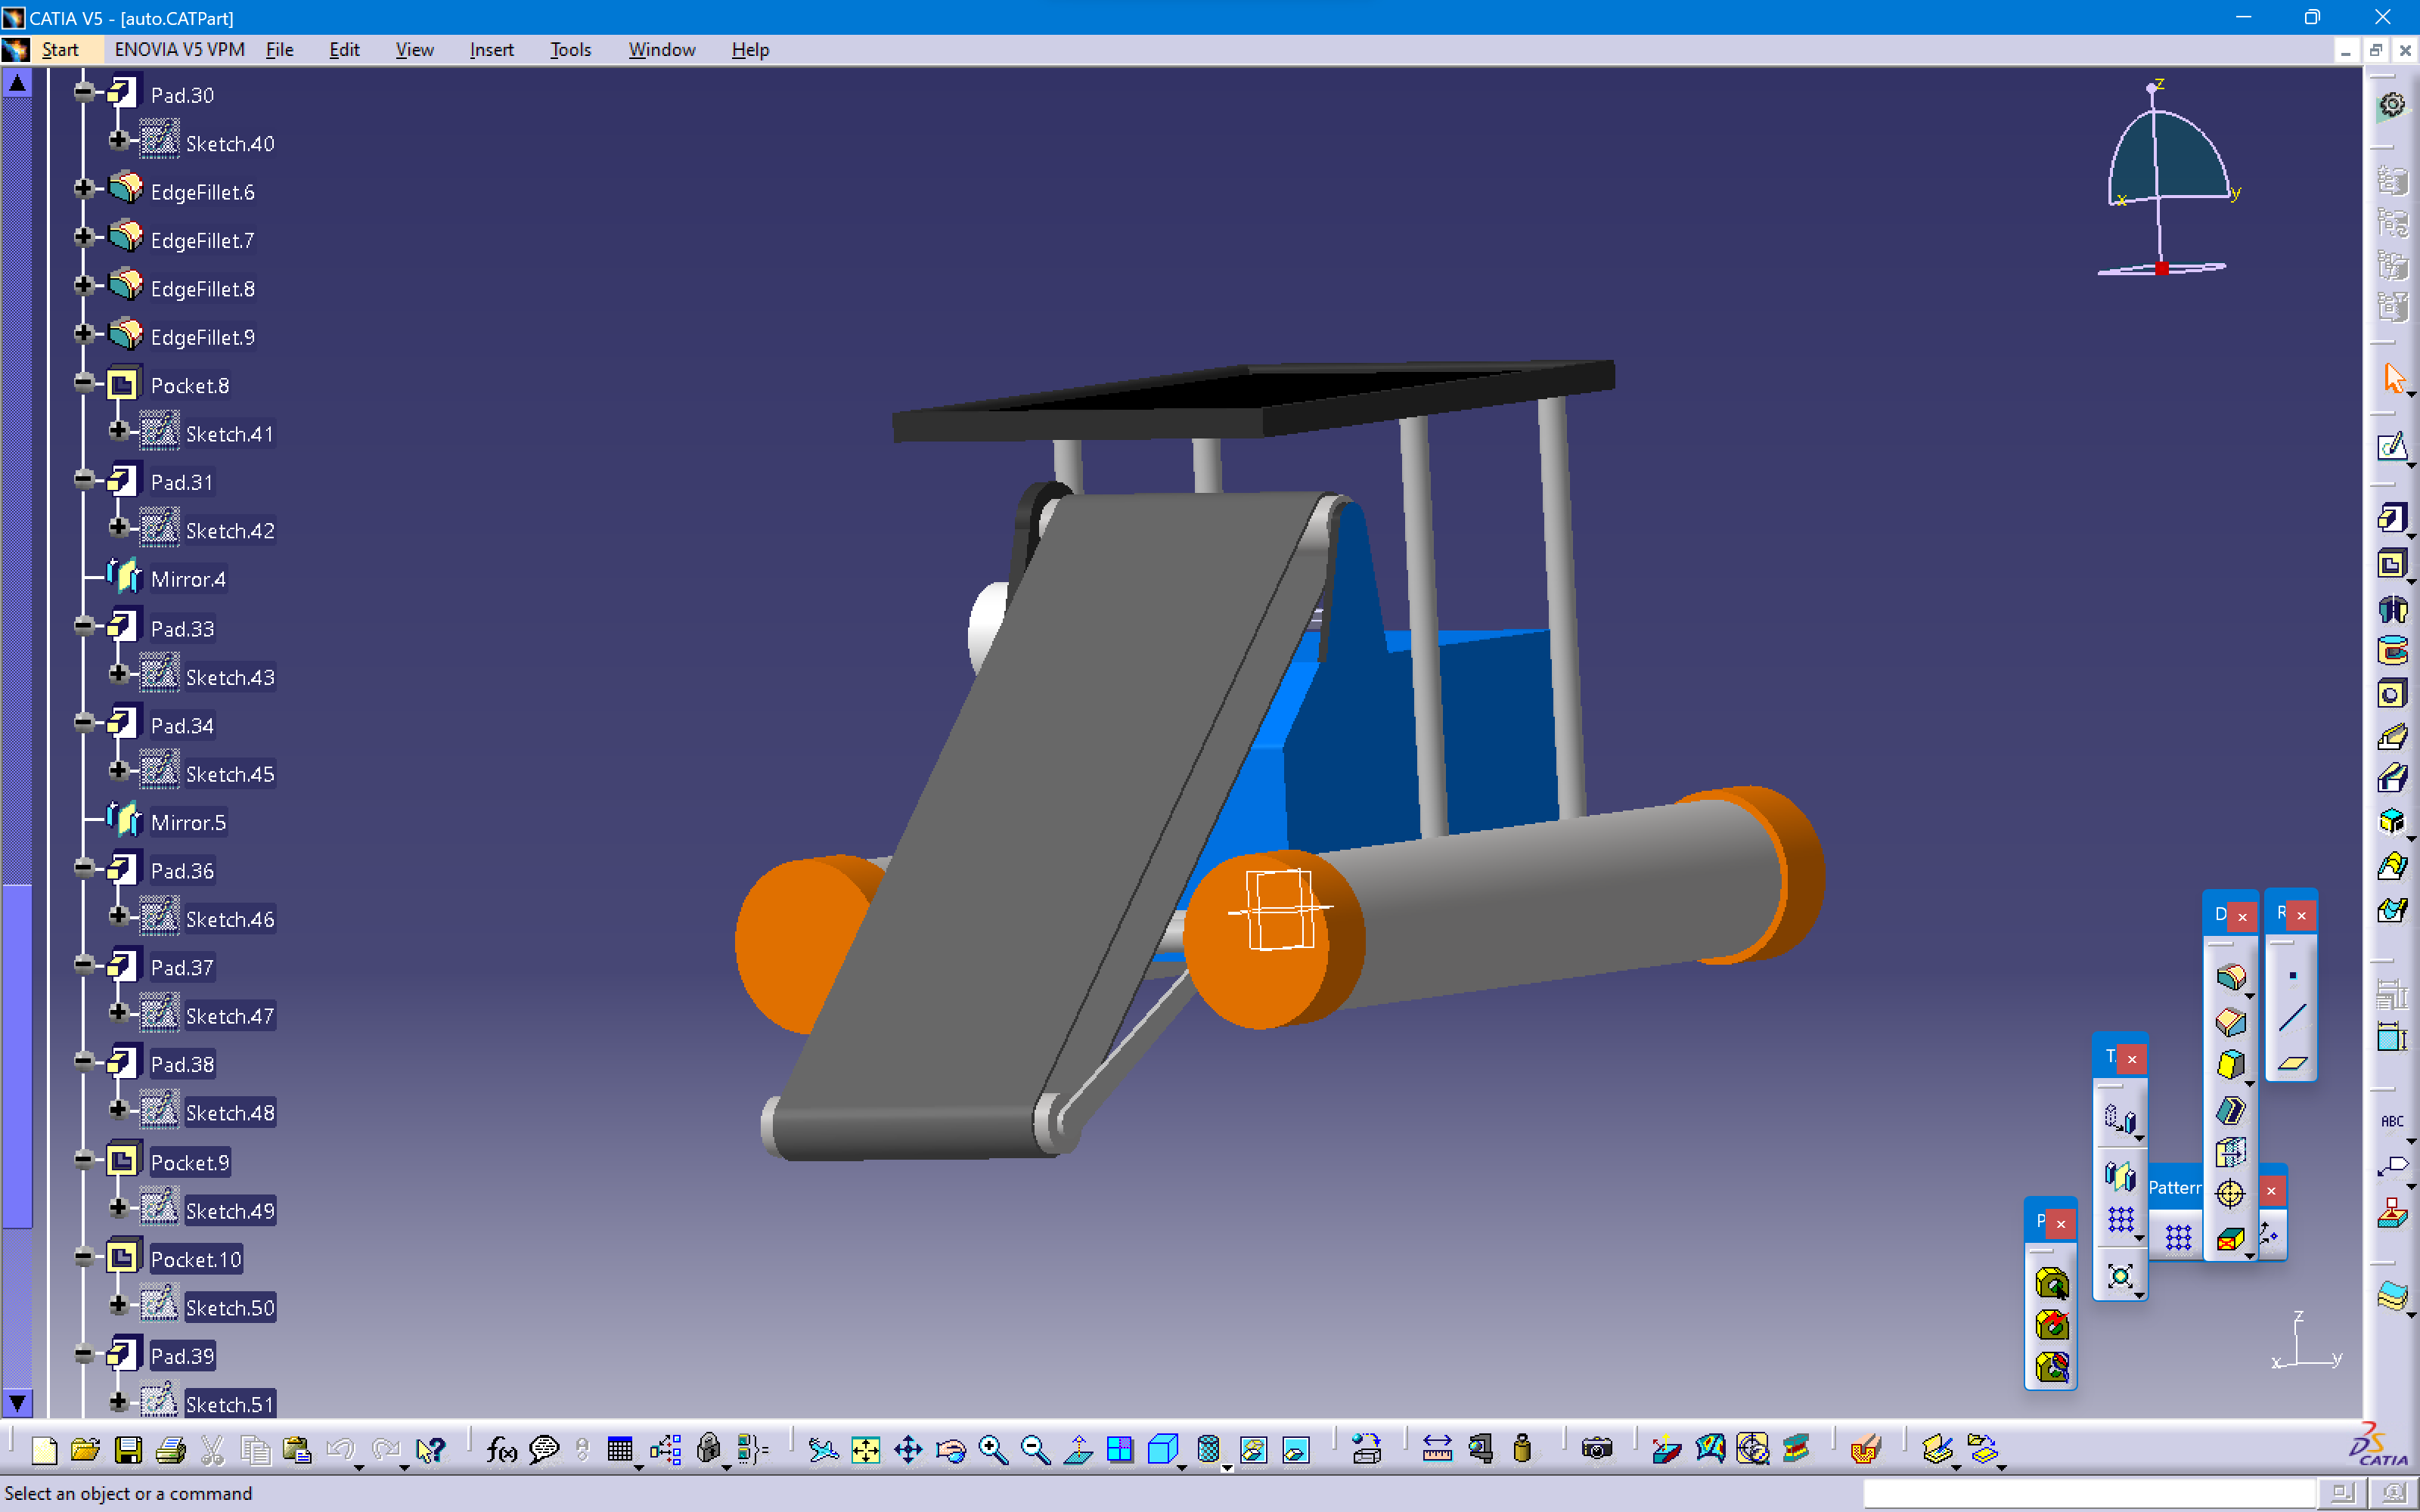 CATIA V5 - [auto.CATPart]
Start ENOVIA V5 VPM File Edit View Insert Tools Window Help
Pad.30
Sketch.40
EdgeFillet.6
EdgeFillet.7
EdgeFillet.8
EdgeFillet.9
Pocket.8
Sketch.41
Pad.31
Sketch.42
Mirror.4
Pad.33
Sketch.43
Pad.34
Sketch.45
Mirror.5
Pad.36
Sketch.46
Pad.37
Sketch.47
Pad.38
Sketch.48
Pocket.9
Sketch.49
Pocket.10
Sketch.50
Pad.39
Sketch.51
z
x
y
D
R
T.
Pattern
P
ABC
z
x
y
f(x)
CATIA
Select an object or a command